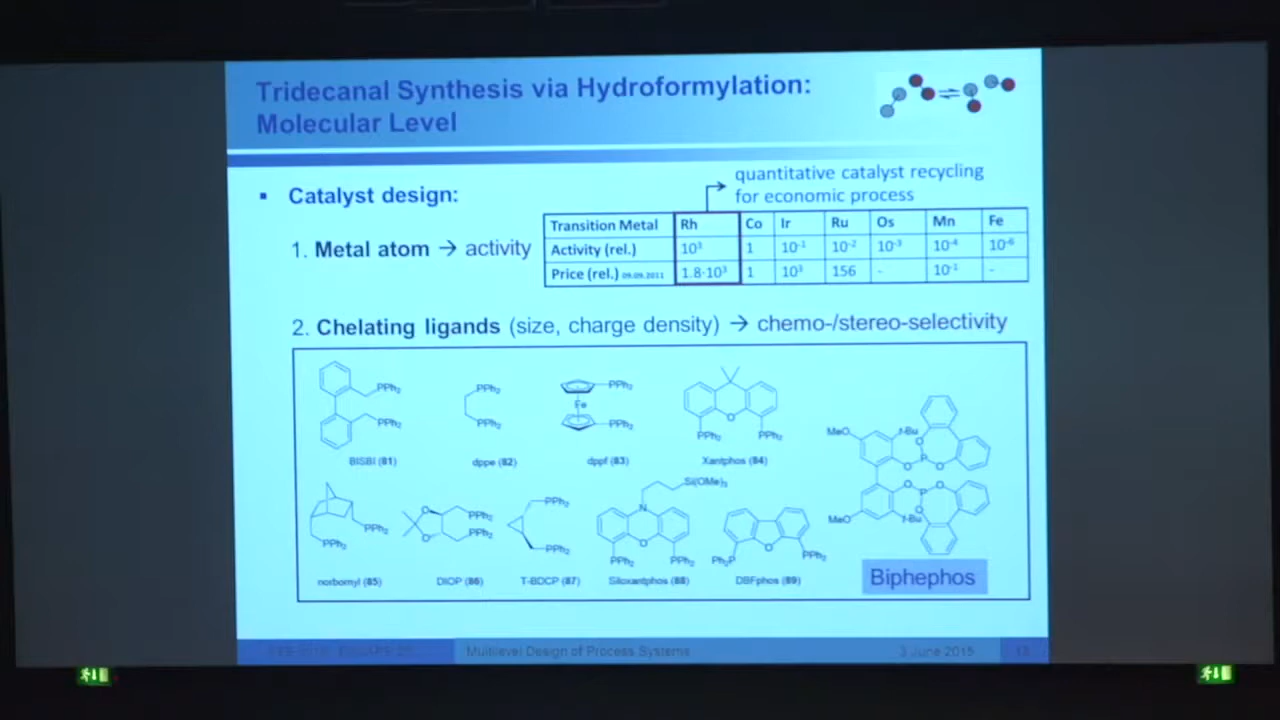 Tridecanal Synthesis via Hydroformylation:
Molecular Level
quantitative catalyst recycling
for economic process
▪ Catalyst design:
1. Metal atom → activity
Transition Metal Rh Co Ir Ru Os Mn Fe
Activity (rel.) 10³ 1 10⁻¹ 10⁻² 10⁻³ 10⁻⁴ 10⁻⁶
Price (rel.) 09.09.2011 1.8·10³ 1 10³ 156 - 10⁻¹ -
2. Chelating ligands (size, charge density) → chemo-/stereo-selectivity
PPh₂
PPh₂
BISBI (81)
PPh₂
PPh₂
dppe (82)
Fe
PPh₂
PPh₂
dppf (83)
O
PPh₂ PPh₂
Xantphos (84)
PPh₂
PPh₂
norbornyl (85)
O
O
PPh₂
PPh₂
DIOP (86)
PPh₂
PPh₂
T-BDCP (87)
Si(OMe)₃
N
O
PPh₂ PPh₂
Siloxantphos (88)
O
Ph₂P PPh₂
DBFphos (89)
MeO t-Bu
O P O
O
O P O
O
MeO t-Bu
Biphephos
Multilevel Design of Process Systems
3 June 2015